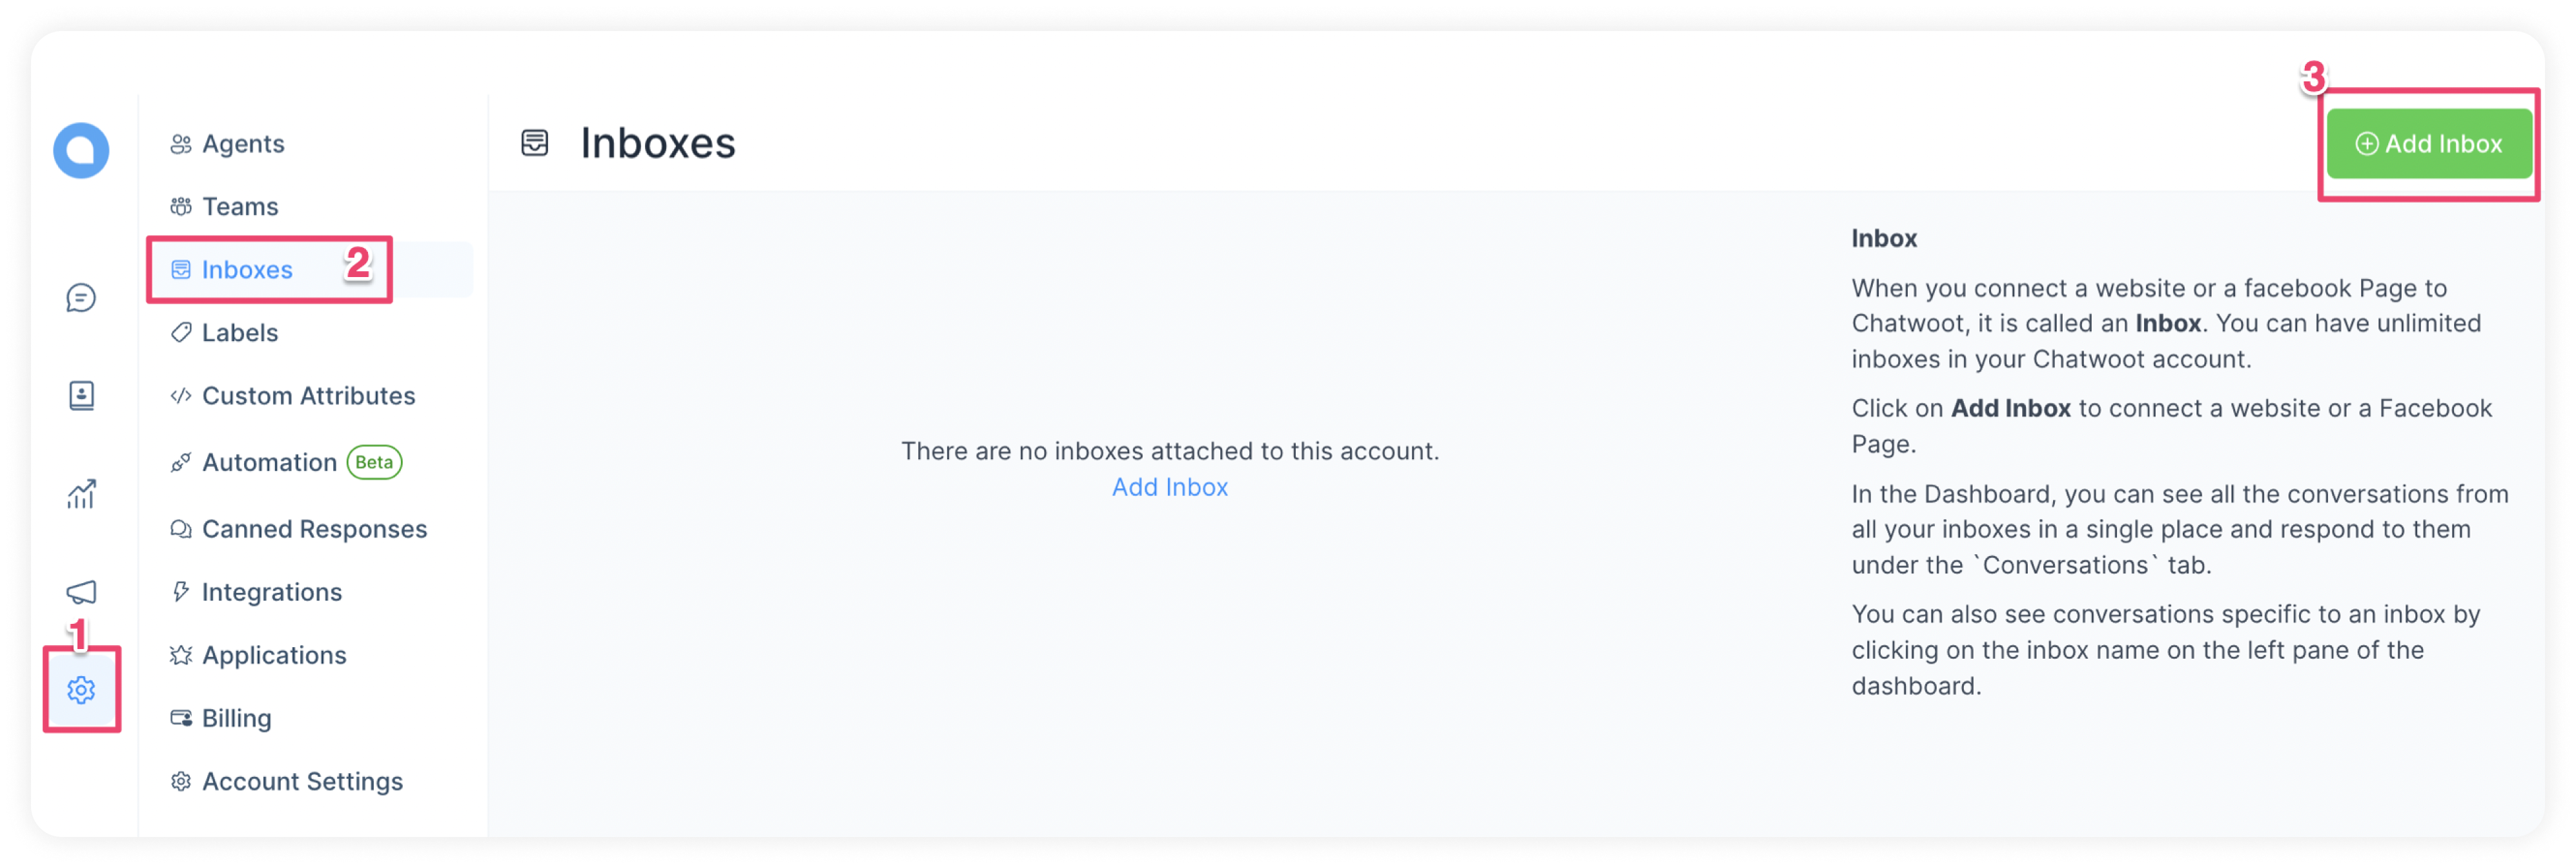 Agents
Teams
Inboxes
2
Labels
Custom Attributes
Automation Beta
Canned Responses
Integrations
1
Applications
Billing
Account Settings
Inboxes
3
Add Inbox
There are no inboxes attached to this account.
Add Inbox
Inbox
When you connect a website or a facebook Page to
Chatwoot, it is called an Inbox. You can have unlimited
inboxes in your Chatwoot account.
Click on Add Inbox to connect a website or a Facebook
Page.
In the Dashboard, you can see all the conversations from
all your inboxes in a single place and respond to them
under the `Conversations` tab.
You can also see conversations specific to an inbox by
clicking on the inbox name on the left pane of the
dashboard.